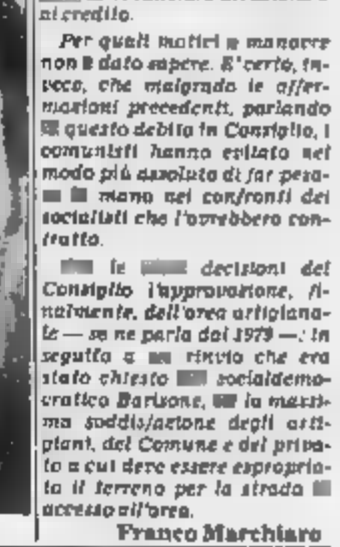 ni credito.
Per quali motivi e manovre
non è dato sapere. E' certo, in-
vece, che malgrado le affer-
mazioni precedenti, parlando
questo debito in Consiglio, i
comunisti hanno evitato nel
modo più assoluto di far pesa-
mano nei confronti dei
socialisti che l'avrebbero con-
tratto.
le decisioni del
Consiglio l'approvazione, fi-
nalmente, dell'area artigiana-
le — se ne parla dal 1979 —: in
seguito a rinvio che era
stato chiesto socialdemo-
cratico Barisone, la massi-
ma soddisfazione degli arti-
giani, del Comune e del priva-
to a cui deve essere espropria-
to il terreno per la strada
accesso all'area.
Franco Marchiaro